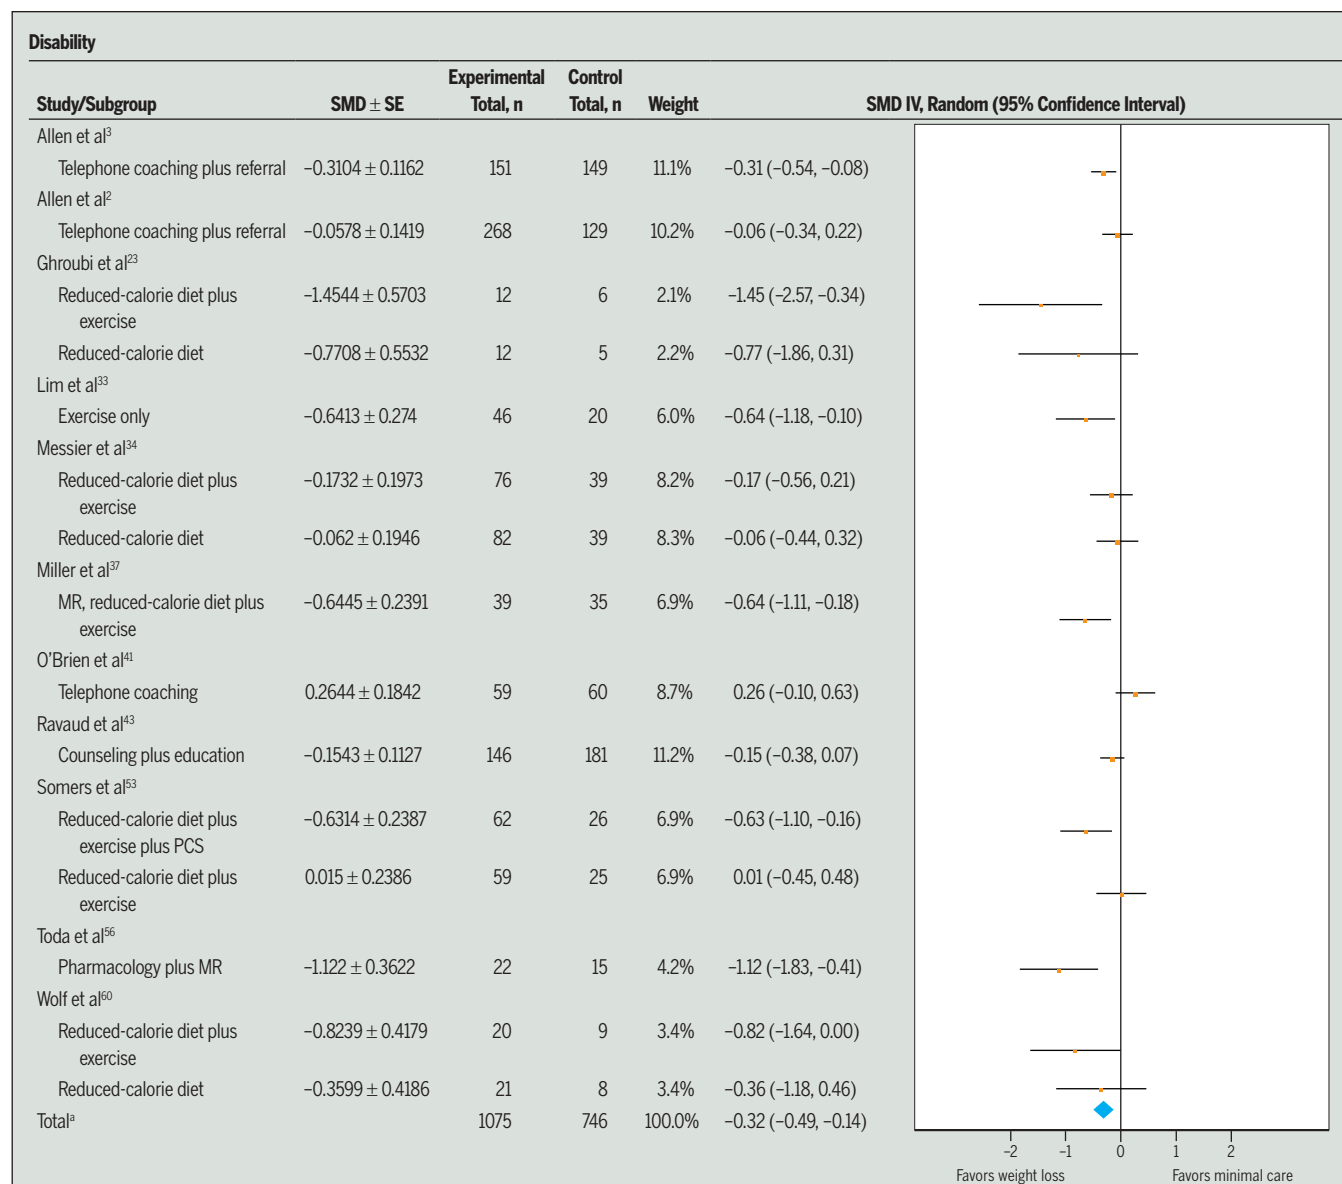 Disability
Experimental Control
Study/Subgroup SMD ± SE Total, n Total, n Weight SMD IV, Random (95% Confidence Interval)
Allen et al³
Telephone coaching plus referral −0.3104 ± 0.1162 151 149 11.1% −0.31 (−0.54, −0.08)
Allen et al²
Telephone coaching plus referral −0.0578 ± 0.1419 268 129 10.2% −0.06 (−0.34, 0.22)
Ghroubi et al²³
Reduced-calorie diet plus −1.4544 ± 0.5703 12 6 2.1% −1.45 (−2.57, −0.34)
exercise
Reduced-calorie diet −0.7708 ± 0.5532 12 5 2.2% −0.77 (−1.86, 0.31)
Lim et al³³
Exercise only −0.6413 ± 0.274 46 20 6.0% −0.64 (−1.18, −0.10)
Messier et al³⁴
Reduced-calorie diet plus −0.1732 ± 0.1973 76 39 8.2% −0.17 (−0.56, 0.21)
exercise
Reduced-calorie diet −0.062 ± 0.1946 82 39 8.3% −0.06 (−0.44, 0.32)
Miller et al³⁷
MR, reduced-calorie diet plus −0.6445 ± 0.2391 39 35 6.9% −0.64 (−1.11, −0.18)
exercise
O’Brien et al⁴¹
Telephone coaching 0.2644 ± 0.1842 59 60 8.7% 0.26 (−0.10, 0.63)
Ravaud et al⁴³
Counseling plus education −0.1543 ± 0.1127 146 181 11.2% −0.15 (−0.38, 0.07)
Somers et al⁵³
Reduced-calorie diet plus −0.6314 ± 0.2387 62 26 6.9% −0.63 (−1.10, −0.16)
exercise plus PCS
Reduced-calorie diet plus 0.015 ± 0.2386 59 25 6.9% 0.01 (−0.45, 0.48)
exercise
Toda et al⁵⁶
Pharmacology plus MR −1.122 ± 0.3622 22 15 4.2% −1.12 (−1.83, −0.41)
Wolf et al⁶⁰
Reduced-calorie diet plus −0.8239 ± 0.4179 20 9 3.4% −0.82 (−1.64, 0.00)
exercise
Reduced-calorie diet −0.3599 ± 0.4186 21 8 3.4% −0.36 (−1.18, 0.46)
Totalᵃ 1075 746 100.0% −0.32 (−0.49, −0.14)
−2 −1 0 1 2
Favors weight loss Favors minimal care